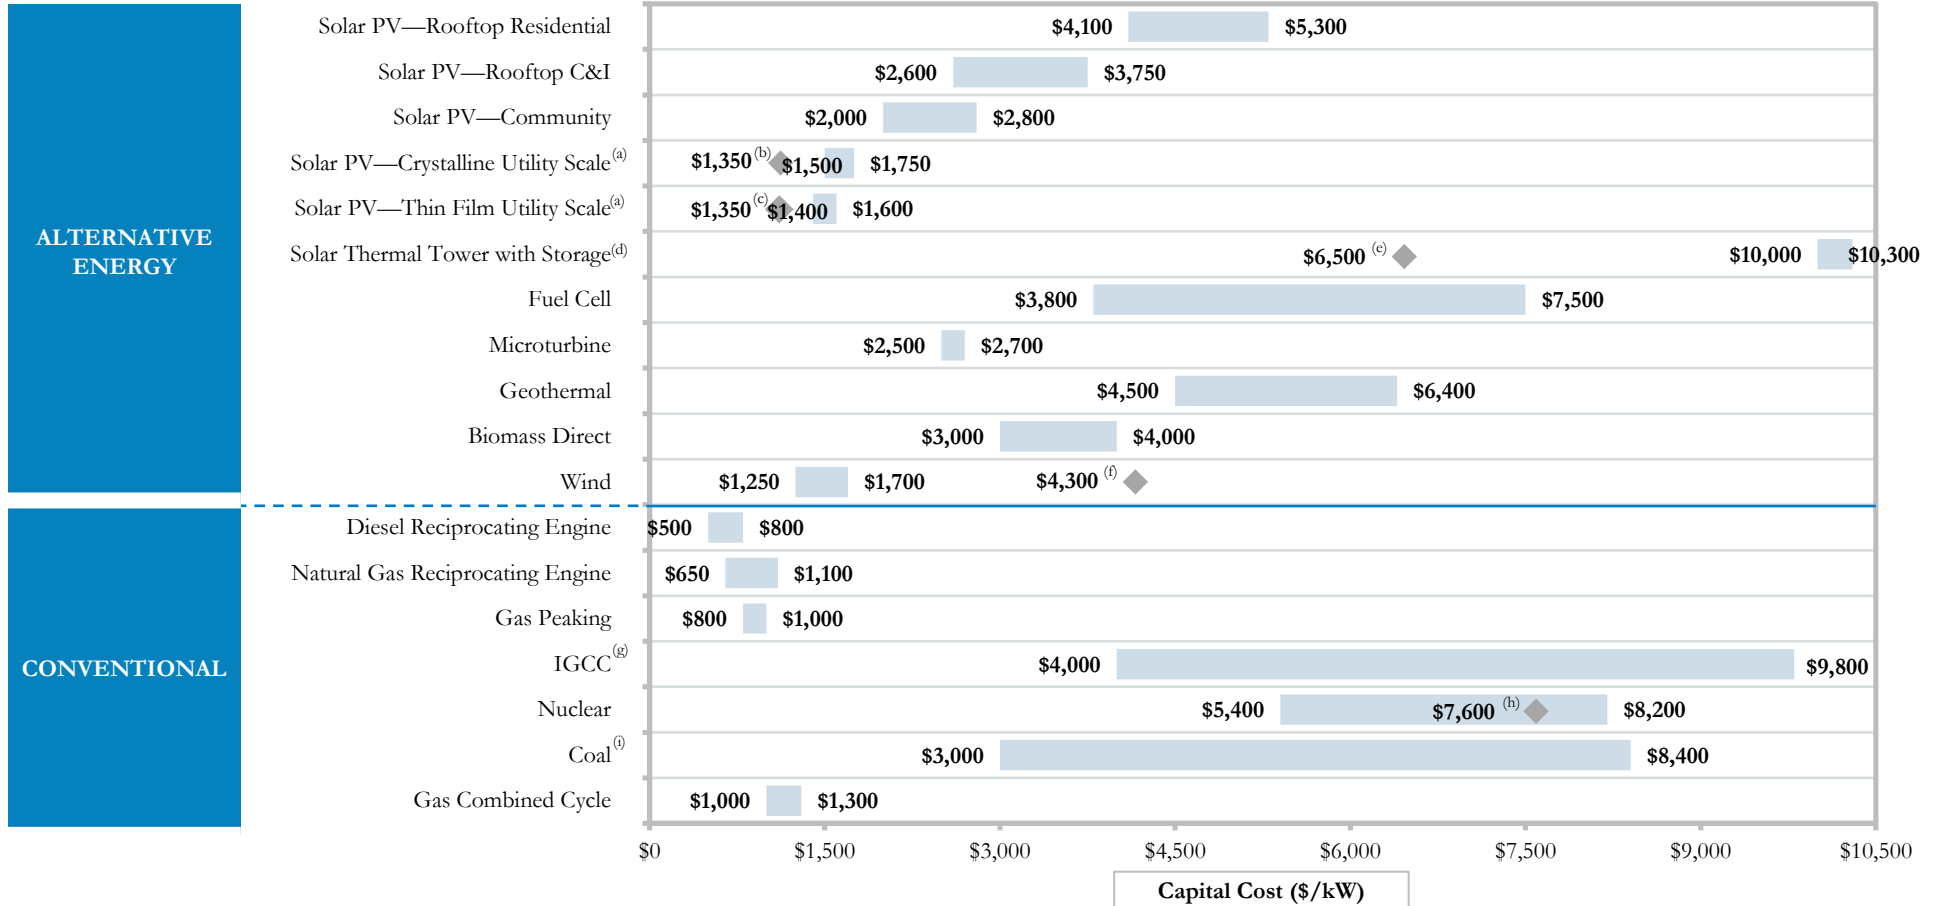 ALTERNATIVE
ENERGY
Solar PV—Rooftop Residential $4,100 $5,300
Solar PV—Rooftop C&I $2,600 $3,750
Solar PV—Community $2,000 $2,800
Solar PV—Crystalline Utility Scale(a) $1,350 (b) $1,500 $1,750
Solar PV—Thin Film Utility Scale(a) $1,350 (c) $1,400 $1,600
Solar Thermal Tower with Storage(d) $6,500 (e) $10,000 $10,300
Fuel Cell $3,800 $7,500
Microturbine $2,500 $2,700
Geothermal $4,500 $6,400
Biomass Direct $3,000 $4,000
Wind $1,250 $1,700 $4,300 (f)
CONVENTIONAL
Diesel Reciprocating Engine $500 $800
Natural Gas Reciprocating Engine $650 $1,100
Gas Peaking $800 $1,000
IGCC(g) $4,000 $9,800
Nuclear $5,400 $7,600 (h) $8,200
Coal(i) $3,000 $8,400
Gas Combined Cycle $1,000 $1,300
$0 $1,500 $3,000 $4,500 $6,000 $7,500 $9,000 $10,500
Capital Cost ($/kW)